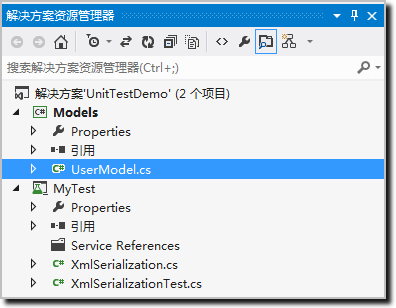 解决方案资源管理器
搜索解决方案资源管理器(Ctrl+;)
解决方案'UnitTestDemo' (2 个项目)
C# Models
Properties
引用
C# UserModel.cs
MyTest
Properties
引用
Service References
C# XmlSerialization.cs
C# XmlSerializationTest.cs